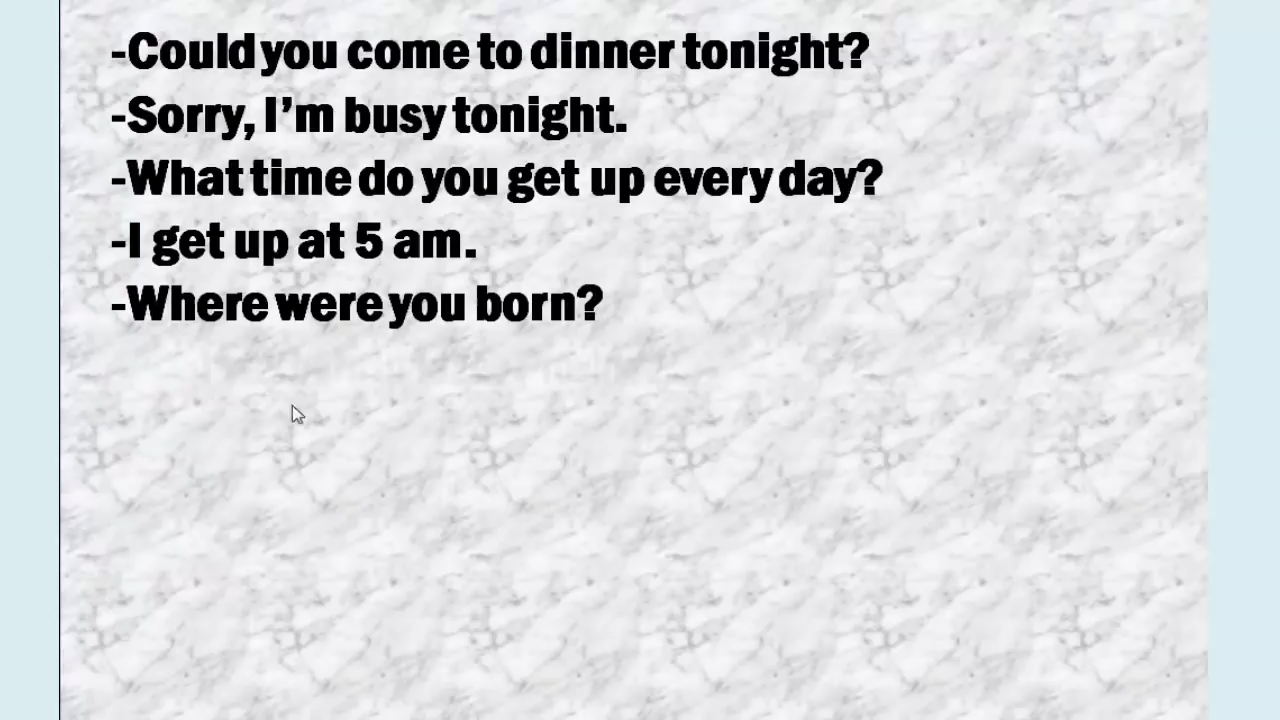 -Could you come to dinner tonight?
-Sorry, I’m busy tonight.
-What time do you get up every day?
-I get up at 5 am.
-Where were you born?